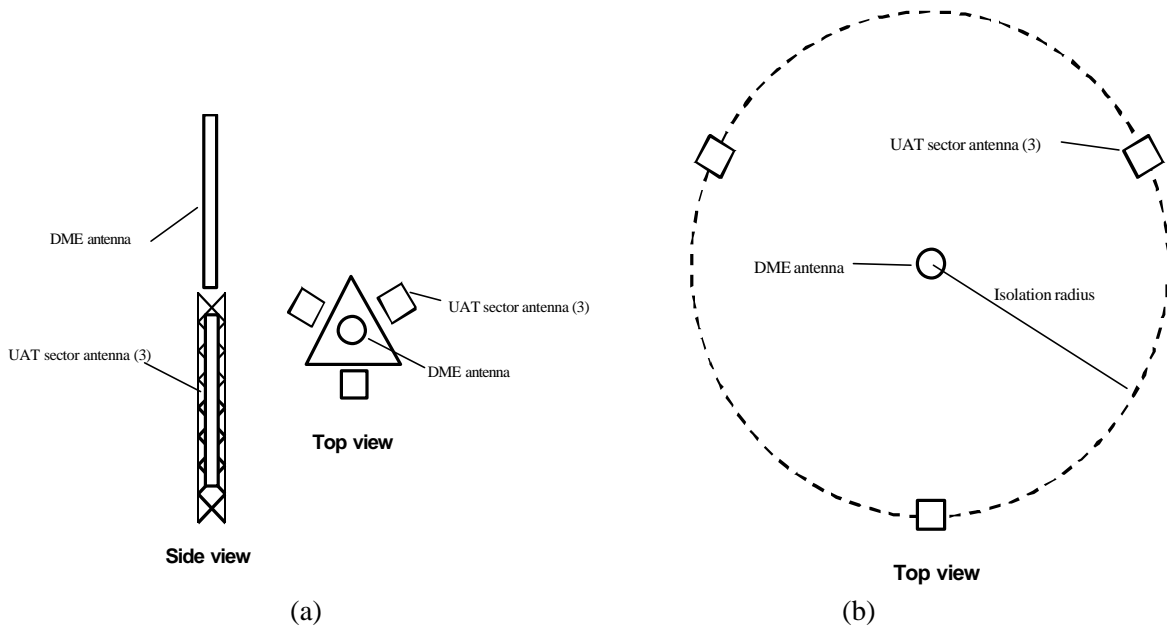 DME antenna
UAT sector antenna (3)
Side view
UAT sector antenna (3)
DME antenna
Top view
(a)
UAT sector antenna (3)
DME antenna
Isolation radius
Top view
(b)